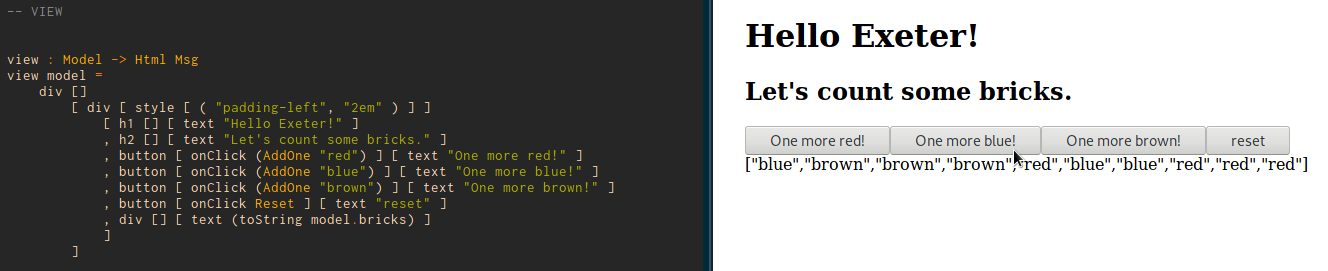 -- VIEW
view : Model -> Html Msg
view model =
    div []
        [ div [ style [ ( "padding-left", "2em" ) ] ]
            [ h1 [] [ text "Hello Exeter!" ]
            , h2 [] [ text "Let's count some bricks." ]
            , button [ onClick (AddOne "red") ] [ text "One more red!" ]
            , button [ onClick (AddOne "blue") ] [ text "One more blue!" ]
            , button [ onClick (AddOne "brown") ] [ text "One more brown!" ]
            , button [ onClick Reset ] [ text "reset" ]
            , div [] [ text (toString model.bricks) ]
            ]
        ]
Hello Exeter!
Let's count some bricks.
One more red! One more blue! One more brown! reset
["blue","brown","brown","brown","red","blue","blue","red","red","red"]